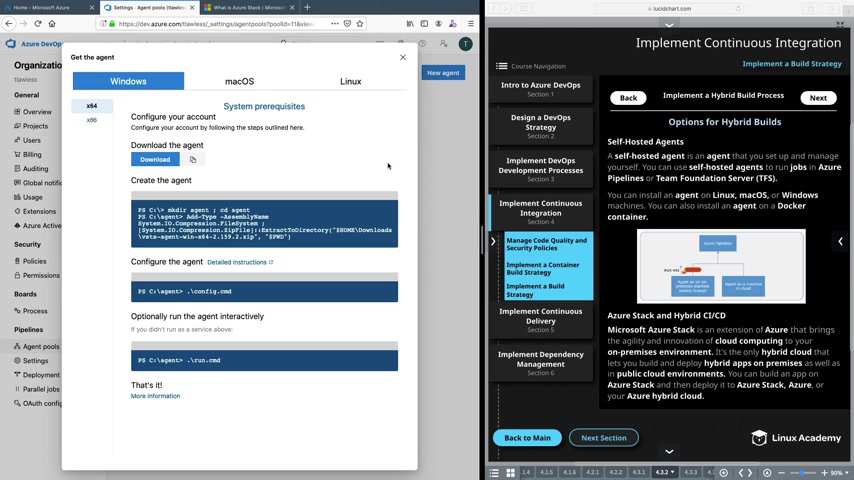 Home - Microsoft Azure
Settings - Agent pools (tlawless
What is Azure Stack | Microsoft
https://dev.azure.com/tlawless/_settings/agentpools?poolId=11&view
Azure DevOps
T
Organizatio
tlawless
General
Overview
Projects
Users
Billing
Auditing
Global notific
Usage
Extensions
Azure Active
Security
Policies
Permissions
Boards
Process
Pipelines
Agent pools
Settings
Deployment
Parallel jobs
OAuth config
New agent
Get the agent
Windows
macOS
Linux
x64
x86
System prerequisites
Configure your account
Configure your account by following the steps outlined here.
Download the agent
Download
Create the agent
PS C:\> mkdir agent ; cd agent
PS C:\agent> Add-Type -AssemblyName
System.IO.Compression.FileSystem ;
[System.IO.Compression.ZipFile]::ExtractToDirectory("$HOME\Downloads
\vsts-agent-win-x64-2.159.2.zip", "$PWD")
Configure the agent Detailed instructions
PS C:\agent> .\config.cmd
Optionally run the agent interactively
If you didn't run as a service above:
PS C:\agent> .\run.cmd
That's it!
More Information
lucidchart.com
Implement Continuous Integration
Implement a Build Strategy
Course Navigation
Intro to Azure DevOps
Section 1
Design a DevOps
Strategy
Section 2
Implement DevOps
Development Processes
Section 3
Implement Continuous
Integration
Section 4
Manage Code Quality and
Security Policies
Implement a Container
Build Strategy
Implement a Build
Strategy
Implement Continuous
Delivery
Section 5
Implement Dependency
Management
Section 6
Back
Implement a Hybrid Build Process
Next
Options for Hybrid Builds
Self-Hosted Agents
A self-hosted agent is an agent that you set up and manage
yourself. You can use self-hosted agents to run jobs in Azure
Pipelines or Team Foundation Server (TFS).
You can install an agent on Linux, macOS, or Windows
machines. You can also install an agent on a Docker
container.
Azure Pipelines
Port 443
Agent on an on-
premises machine
behind firewall
Agent on a machine
in cloud
Azure Stack and Hybrid CI/CD
Microsoft Azure Stack is an extension of Azure that brings
the agility and innovation of cloud computing to your
on-premises environment. It's the only hybrid cloud that
lets you build and deploy hybrid apps on premises as well as
in public cloud environments. You can build an app on
Azure Stack and then deploy it to Azure Stack, Azure, or
your Azure hybrid cloud.
Back to Main
Next Section
Linux Academy
1.4
4.1.5
4.1.6
4.2.1
4.2.2
4.3.1
4.3.2
4.3.3
90%